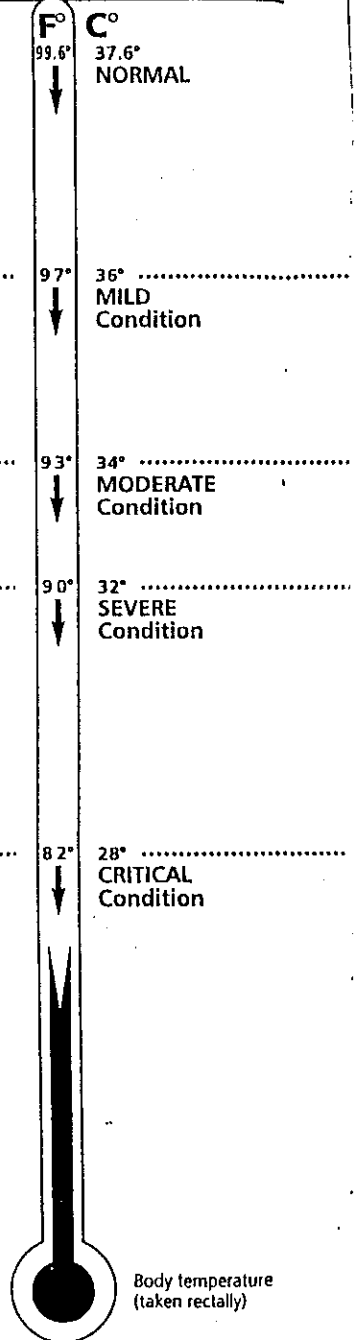 F° C°
99.6° 37.6°
NORMAL
97° 36°
MILD
Condition
93° 34°
MODERATE
Condition
90° 32°
SEVERE
Condition
82° 28°
CRITICAL
Condition
Body temperature
(taken rectally)